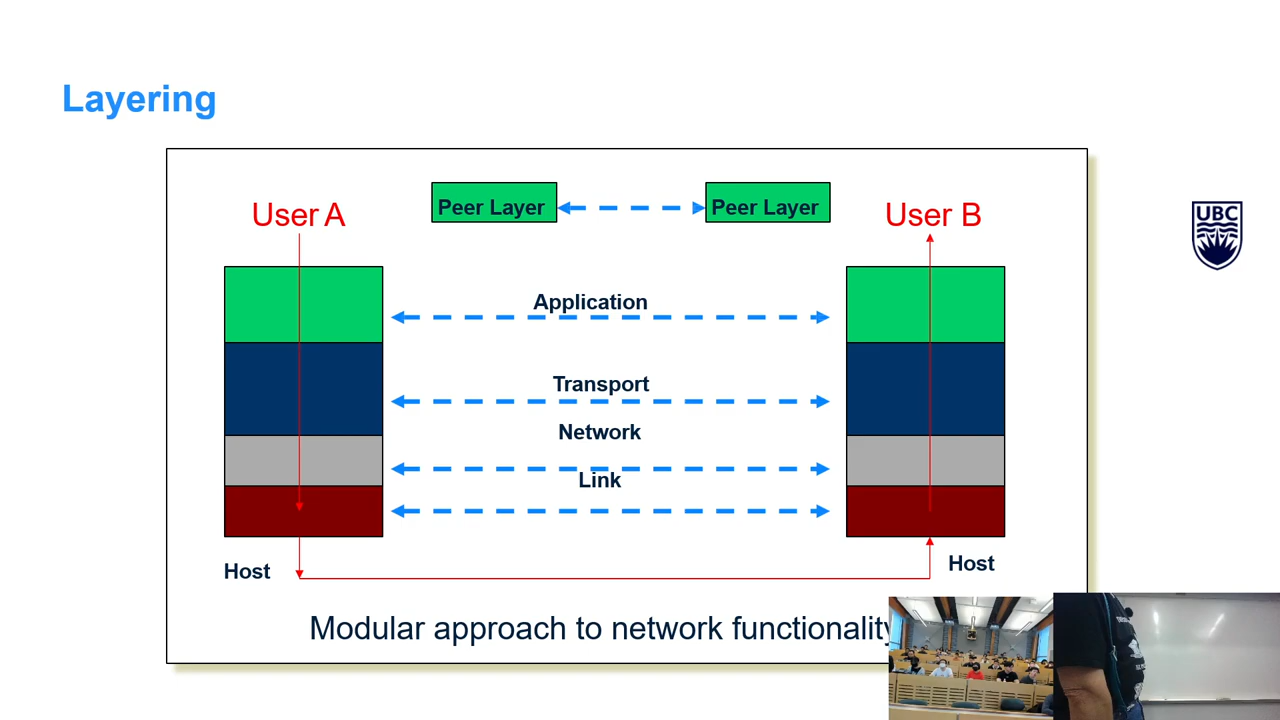 Layering
Peer Layer
Peer Layer
User A
User B
UBC
Application
Transport
Network
Link
Host
Host
Modular approach to network functionality